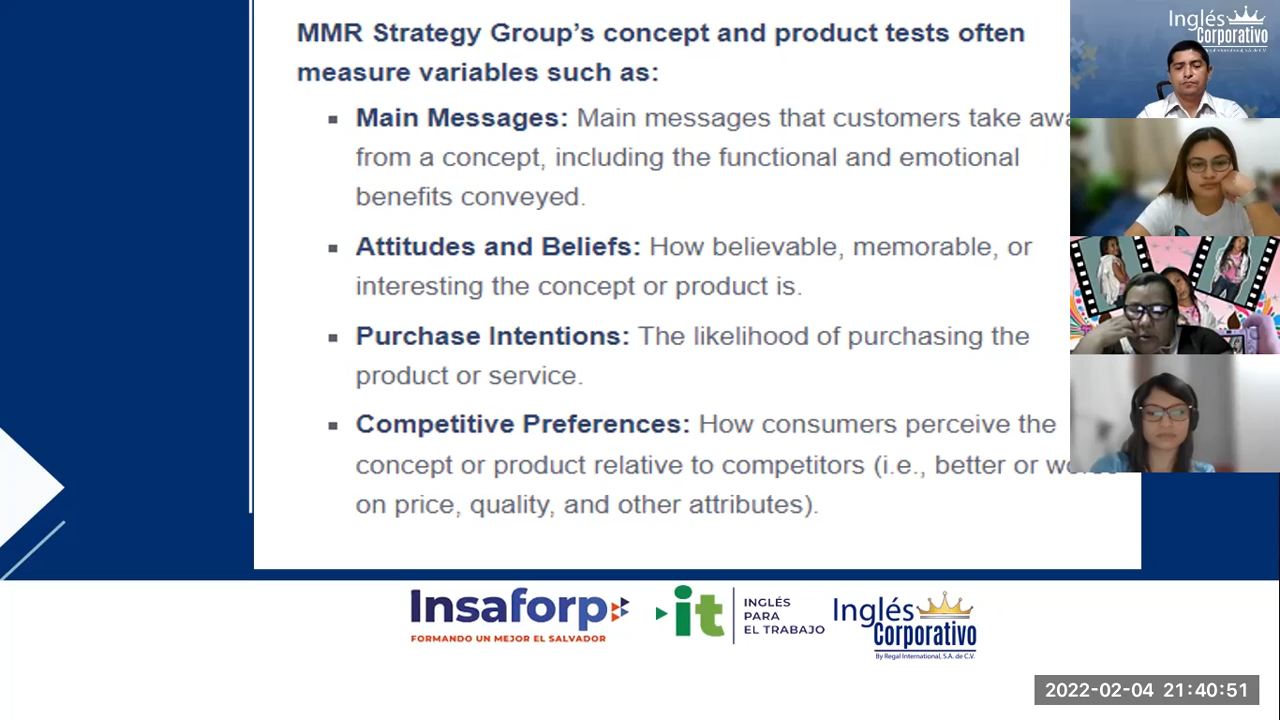 MMR Strategy Group's concept and product tests often
measure variables such as:
▪ Main Messages: Main messages that customers take
from a concept, including the functional and emotional
benefits conveyed.
▪ Attitudes and Beliefs: How believable, memorable, or
interesting the concept or product is.
▪ Purchase Intentions: The likelihood of purchasing the
product or service.
▪ Competitive Preferences: How consumers perceive the
concept or product relative to competitors (i.e., better or
on price, quality, and other attributes).
Inglés
Corporativo
By Regal International, S.A. de C.V.
Insaforp
FORMANDO UN MEJOR EL SALVADOR
it
INGLÉS
PARA
EL TRABAJO
Inglés
Corporativo
By Regal International, S.A. de C.V.
2022-02-04 21:40:51